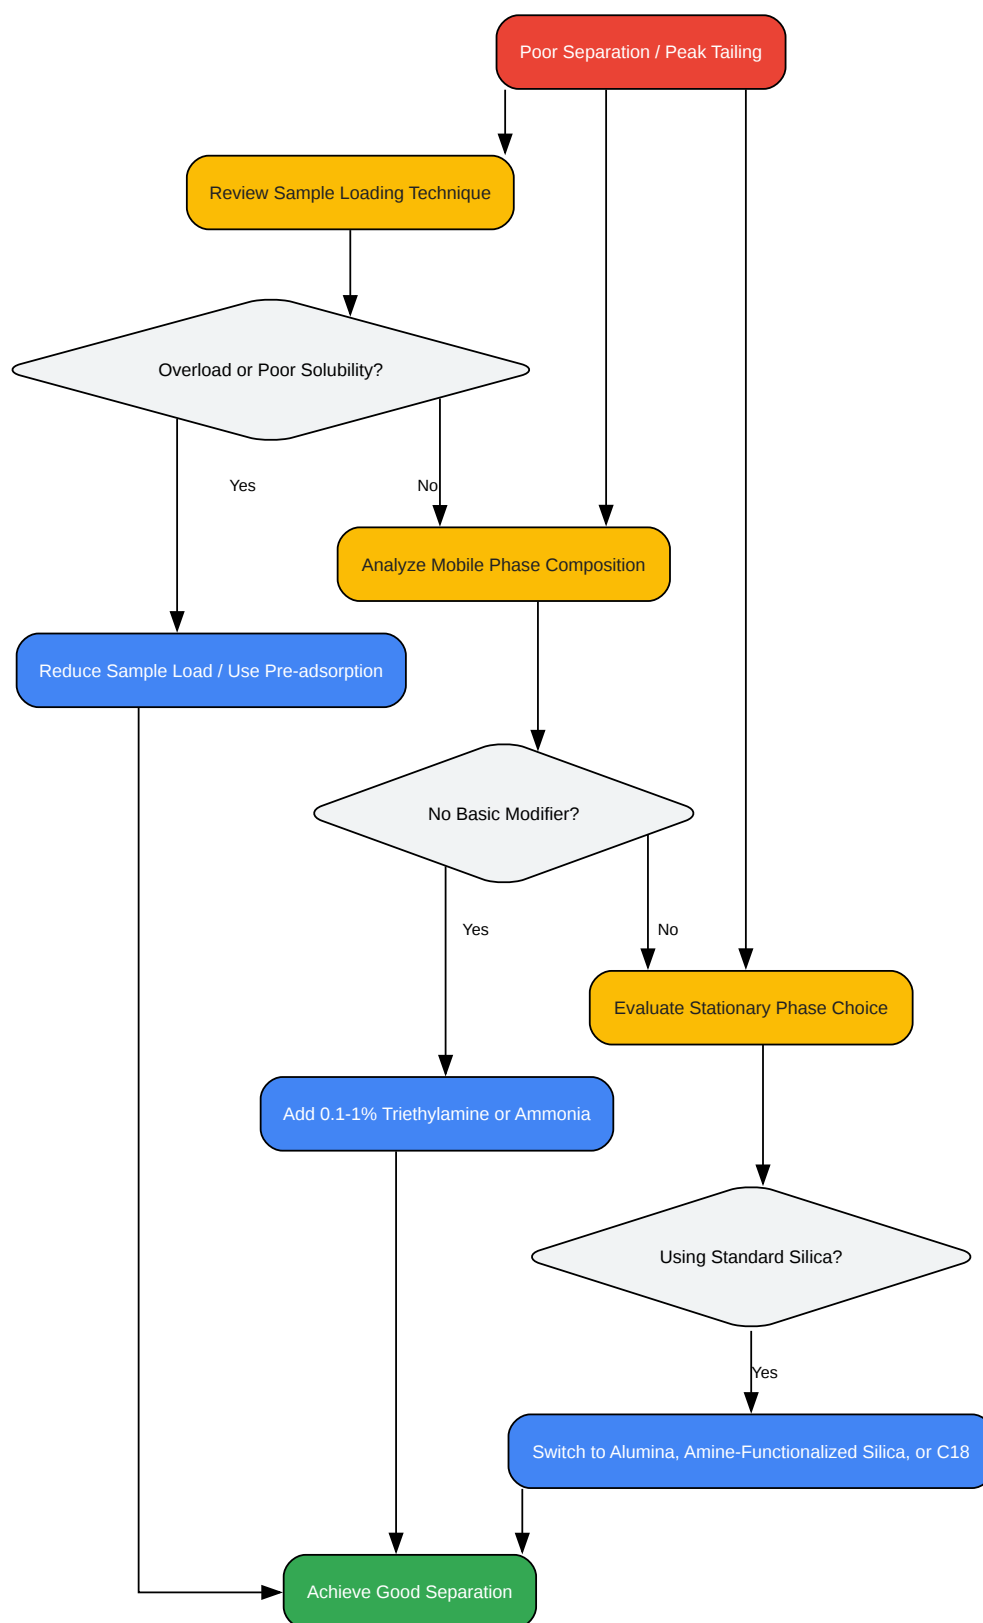 Poor Separation / Peak Tailing
Review Sample Loading Technique
Overload or Poor Solubility?
Yes
No
Analyze Mobile Phase Composition
Reduce Sample Load / Use Pre-adsorption
No Basic Modifier?
Yes
No
Evaluate Stationary Phase Choice
Add 0.1-1% Triethylamine or Ammonia
Using Standard Silica?
Yes
Switch to Alumina, Amine-Functionalized Silica, or C18
Achieve Good Separation